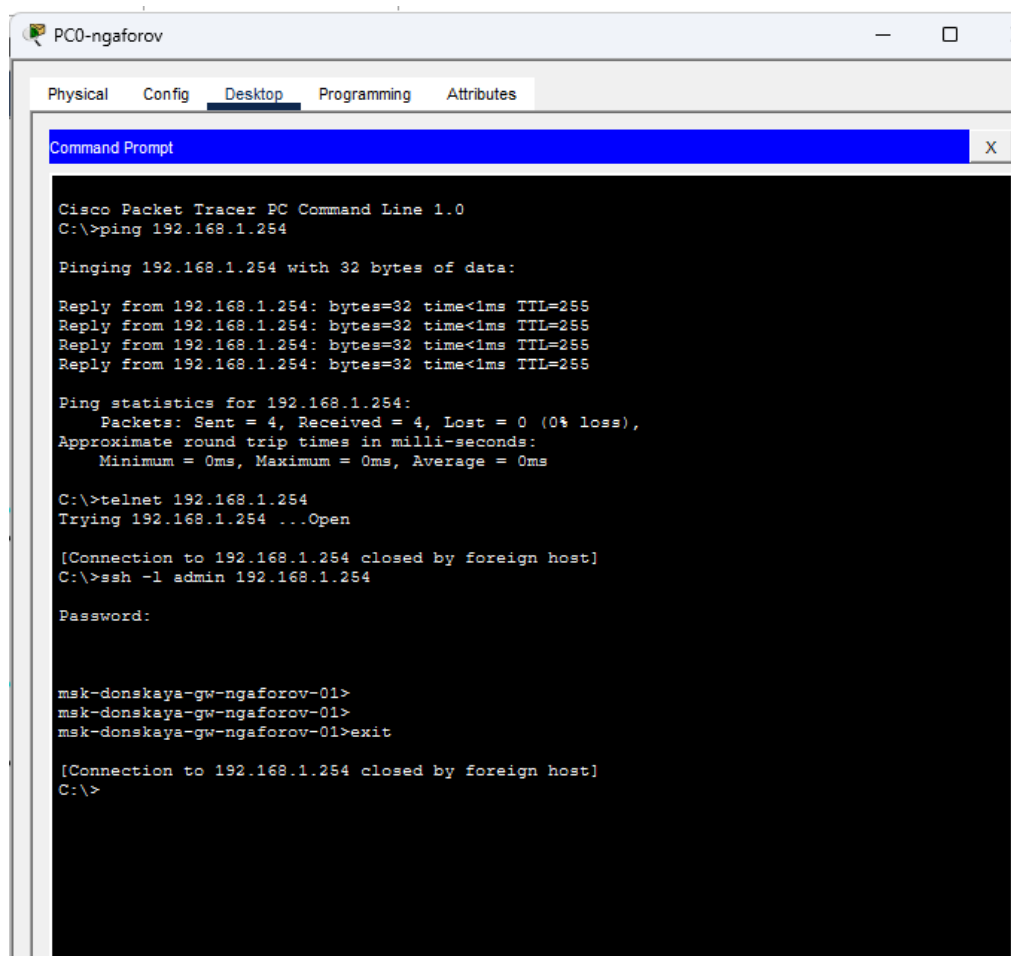 PC0-ngaforov
Physical Config Desktop Programming Attributes
Command Prompt X
Cisco Packet Tracer PC Command Line 1.0
C:\>ping 192.168.1.254
Pinging 192.168.1.254 with 32 bytes of data:
Reply from 192.168.1.254: bytes=32 time<1ms TTL=255
Reply from 192.168.1.254: bytes=32 time<1ms TTL=255
Reply from 192.168.1.254: bytes=32 time<1ms TTL=255
Reply from 192.168.1.254: bytes=32 time<1ms TTL=255
Ping statistics for 192.168.1.254:
    Packets: Sent = 4, Received = 4, Lost = 0 (0% loss),
Approximate round trip times in milli-seconds:
    Minimum = 0ms, Maximum = 0ms, Average = 0ms
C:\>telnet 192.168.1.254
Trying 192.168.1.254 ...Open
[Connection to 192.168.1.254 closed by foreign host]
C:\>ssh -l admin 192.168.1.254
Password:
msk-donskaya-gw-ngaforov-01>
msk-donskaya-gw-ngaforov-01>
msk-donskaya-gw-ngaforov-01>exit
[Connection to 192.168.1.254 closed by foreign host]
C:\>